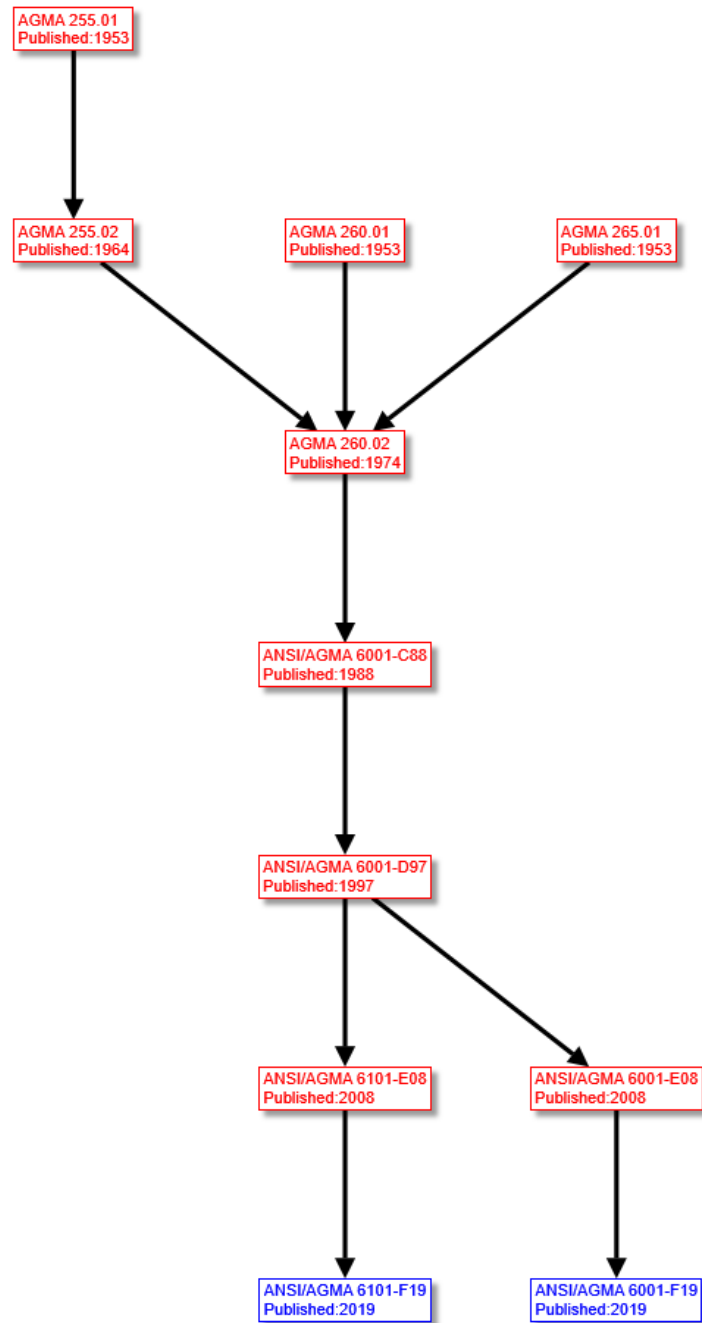 AGMA 255.01
Published:1953
AGMA 255.02
Published:1964
AGMA 260.01
Published:1953
AGMA 265.01
Published:1953
AGMA 260.02
Published:1974
ANSI/AGMA 6001-C88
Published:1988
ANSI/AGMA 6001-D97
Published:1997
ANSI/AGMA 6101-E08
Published:2008
ANSI/AGMA 6001-E08
Published:2008
ANSI/AGMA 6101-F19
Published:2019
ANSI/AGMA 6001-F19
Published:2019